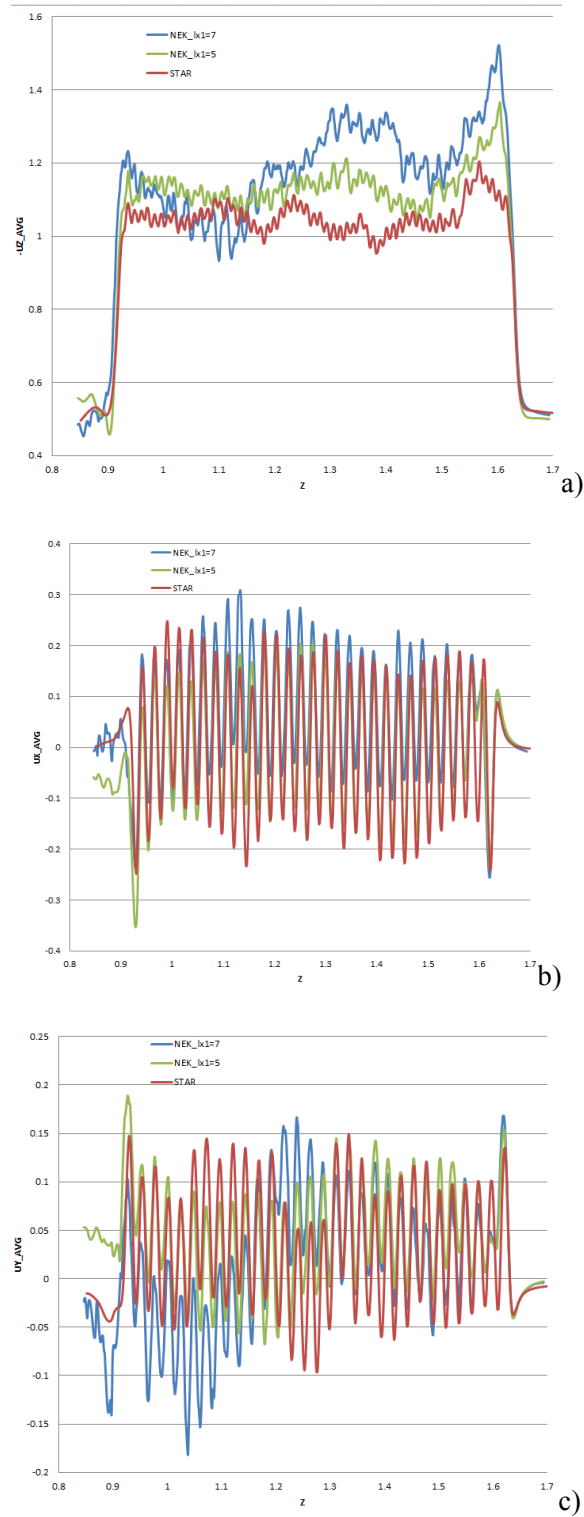 NEK_lx1=7
NEK_lx1=5
STAR
1.6
1.4
1.2
1
0.8
0.6
0.4
-UZ_AVG
0.8 0.9 1 1.1 1.2 1.3 1.4 1.5 1.6 1.7
Z
a)
NEK_lx1=7
NEK_lx1=5
STAR
0.4
0.3
0.2
0.1
0
-0.1
-0.2
-0.3
-0.4
UX_AVG
0.8 0.9 1 1.1 1.2 1.3 1.4 1.5 1.6 1.7
Z
b)
NEK_lx1=7
NEK_lx1=5
STAR
0.25
0.2
0.15
0.1
0.05
0
-0.05
-0.1
-0.15
-0.2
UY_AVG
0.8 0.9 1 1.1 1.2 1.3 1.4 1.5 1.6 1.7
Z
c)